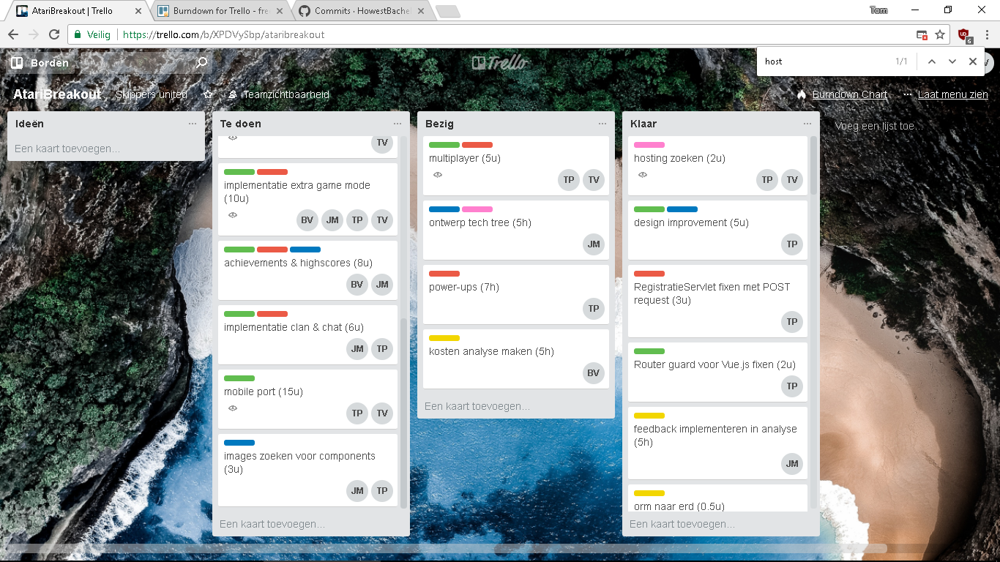 AtariBreakout | Trello
Burndown for Trello - fre
Commits · HowestBachel
Tom
Veilig
https://trello.com/b/XPDVySbp/ataribreakout
6
Borden
Trello
host
1/1
AtariBreakout
Skippers united
Teamzichtbaarheid
Burndown Chart
... Laat menu zien
Ideën
...
Een kaart toevoegen...
Te doen
...
TV
implementatie extra game mode
(10u)
BV JM TP TV
achievements & highscores (8u)
BV JM
implementatie clan & chat (6u)
JM TP
mobile port (15u)
TP TV
images zoeken voor components
(3u)
JM TP
Een kaart toevoegen...
Bezig
...
multiplayer (5u)
TP TV
ontwerp tech tree (5h)
JM
power-ups (7h)
TP
kosten analyse maken (5h)
BV
Een kaart toevoegen...
Klaar
...
hosting zoeken (2u)
TP TV
design improvement (5u)
TP
RegistratieServlet fixen met POST
request (3u)
TP
Router guard voor Vue.js fixen (2u)
TP
feedback implementeren in analyse
(5h)
JM
orm naar erd (0.5u)
Een kaart toevoegen...
Voeg een lijst toe...